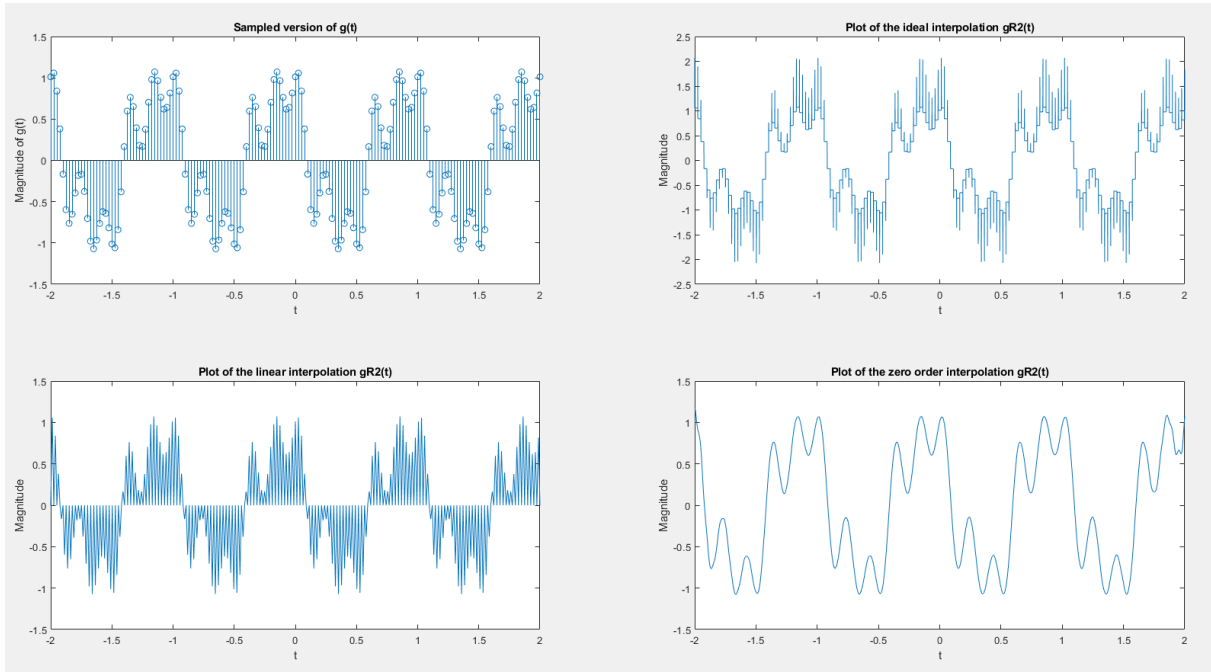 Sampled version of g(t)
1.5
1
0.5
0
-0.5
-1
-1.5
Magnitude of g(t)
-2 -1.5 -1 -0.5 0 0.5 1 1.5 2
t
Plot of the ideal interpolation gR2(t)
2.5
2
1.5
1
0.5
0
-0.5
-1
-1.5
-2
-2.5
Magnitude
-2 -1.5 -1 -0.5 0 0.5 1 1.5 2
t
Plot of the linear interpolation gR2(t)
1.5
1
0.5
0
-0.5
-1
-1.5
Magnitude
-2 -1.5 -1 -0.5 0 0.5 1 1.5 2
t
Plot of the zero order interpolation gR2(t)
1.5
1
0.5
0
-0.5
-1
-1.5
Magnitude
-2 -1.5 -1 -0.5 0 0.5 1 1.5 2
t